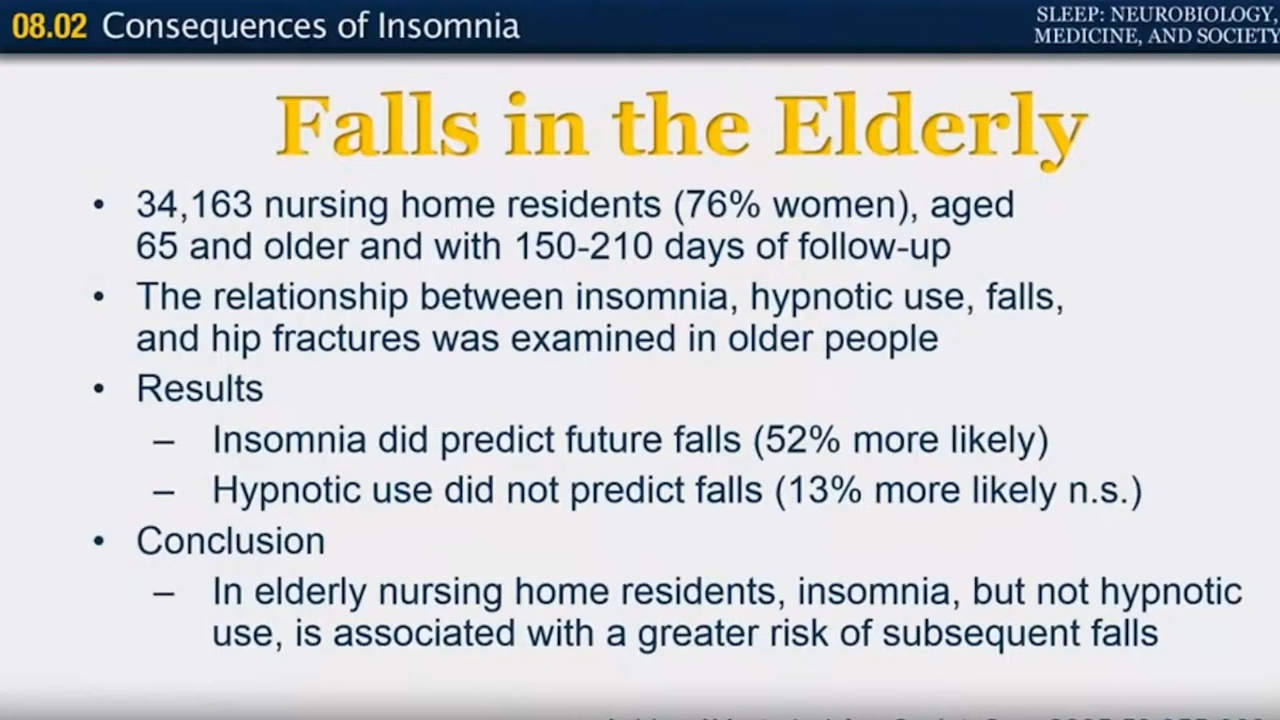 08.02 Consequences of Insomnia
SLEEP: NEUROBIOLOGY,
MEDICINE, AND SOCIETY
Falls in the Elderly
• 34,163 nursing home residents (76% women), aged
65 and older and with 150-210 days of follow-up
• The relationship between insomnia, hypnotic use, falls,
and hip fractures was examined in older people
• Results
– Insomnia did predict future falls (52% more likely)
– Hypnotic use did not predict falls (13% more likely n.s.)
• Conclusion
– In elderly nursing home residents, insomnia, but not hypnotic
use, is associated with a greater risk of subsequent falls